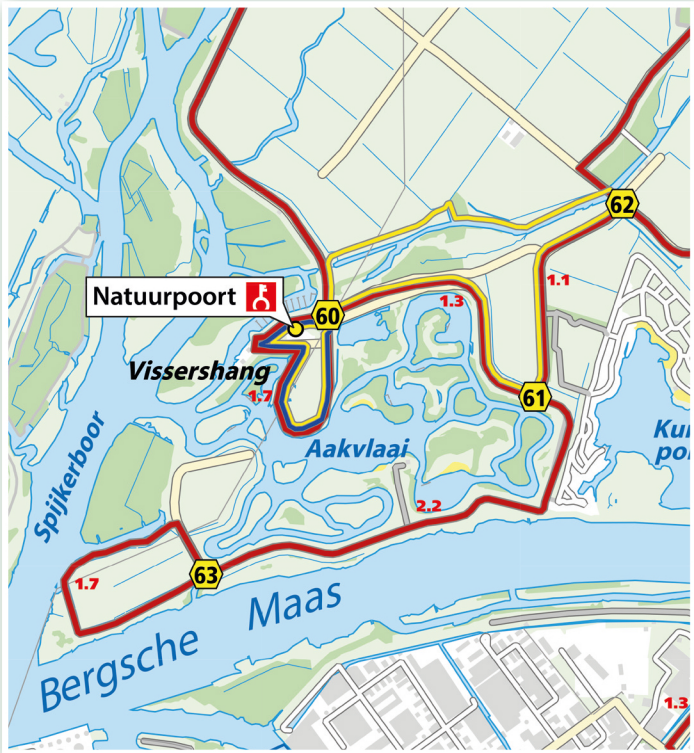 62
1.1
Natuurpoort
60
1.3
Vissershang
1.7
61
Aakvlaai
Spijkerboor
2.2
63
1.7
Bergsche Maas
1.3